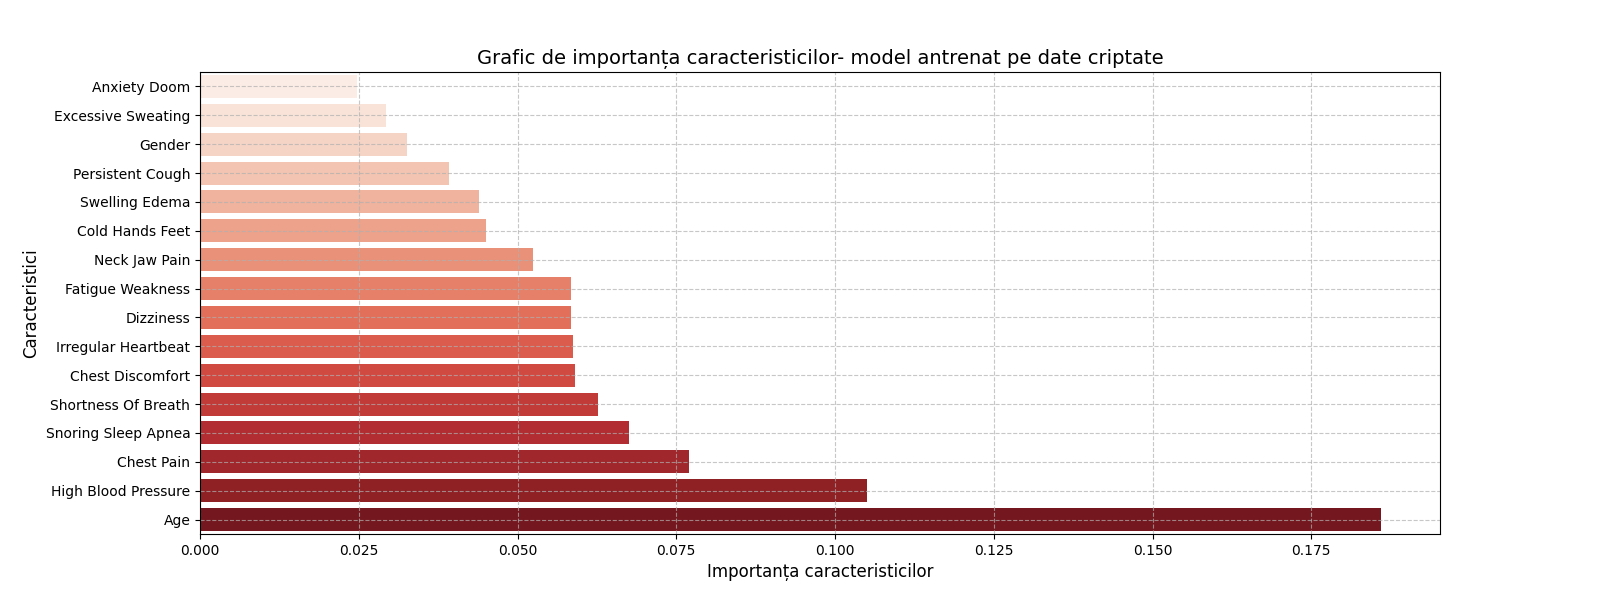 Grafic de importanța caracteristicilor- model antrenat pe date criptate
Caracteristici
Anxiety Doom
Excessive Sweating
Gender
Persistent Cough
Swelling Edema
Cold Hands Feet
Neck Jaw Pain
Fatigue Weakness
Dizziness
Irregular Heartbeat
Chest Discomfort
Shortness Of Breath
Snoring Sleep Apnea
Chest Pain
High Blood Pressure
Age
0.000 0.025 0.050 0.075 0.100 0.125 0.150 0.175
Importanța caracteristicilor